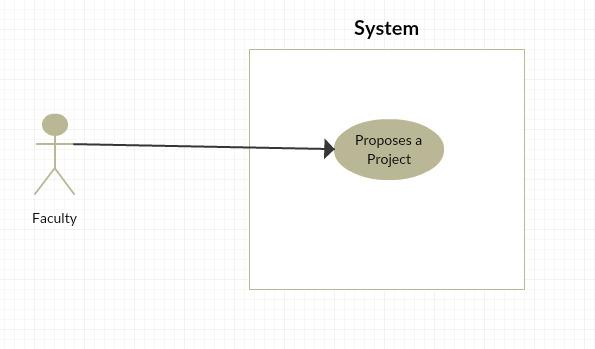 System
Proposes a
Project
Faculty